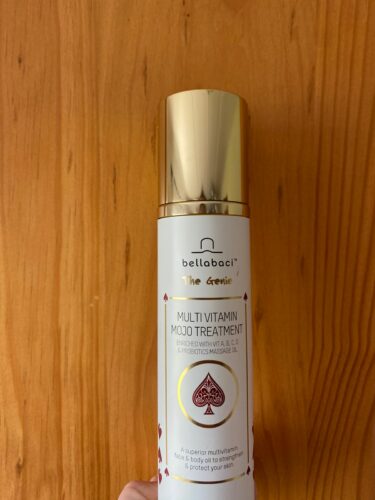 bellabaci™
The Genie
MULTI VITAMIN
MOJO TREATMENT
ENRICHED WITH VIT A, B, C, D
& PROBIOTICS MASSAGE OIL
A superior multivitamin
face & body oil to strengthen
& protect your skin.